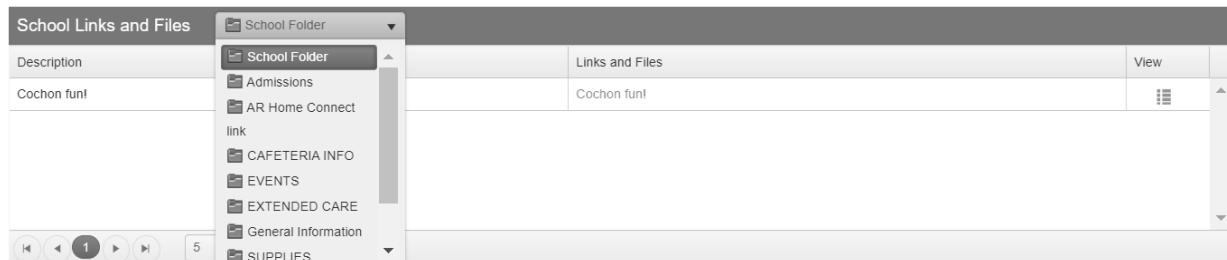 School Links and Files School Folder
School Folder
Description Links and Files View
Admissions
Cochon fun! Cochon fun!
AR Home Connect
link
CAFETERIA INFO
EVENTS
EXTENDED CARE
General Information
1 5
SUPPLIES